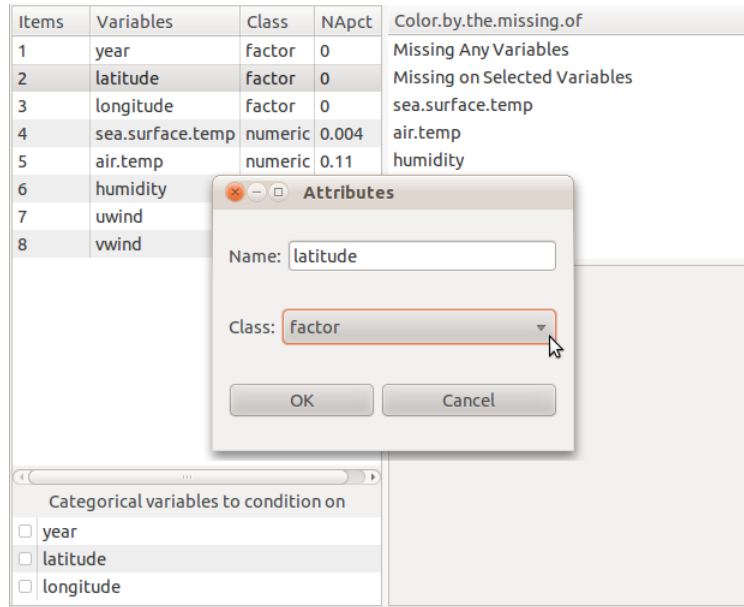 Items Variables Class NApct
1 year factor 0
2 latitude factor 0
3 longitude factor 0
4 sea.surface.temp numeric 0.004
5 air.temp numeric 0.11
6 humidity
7 uwind
8 vwind
Color.by.the.missing.of
Missing Any Variables
Missing on Selected Variables
sea.surface.temp
air.temp
humidity
Attributes
Name: latitude
Class: factor
OK Cancel
Categorical variables to condition on
year
latitude
longitude